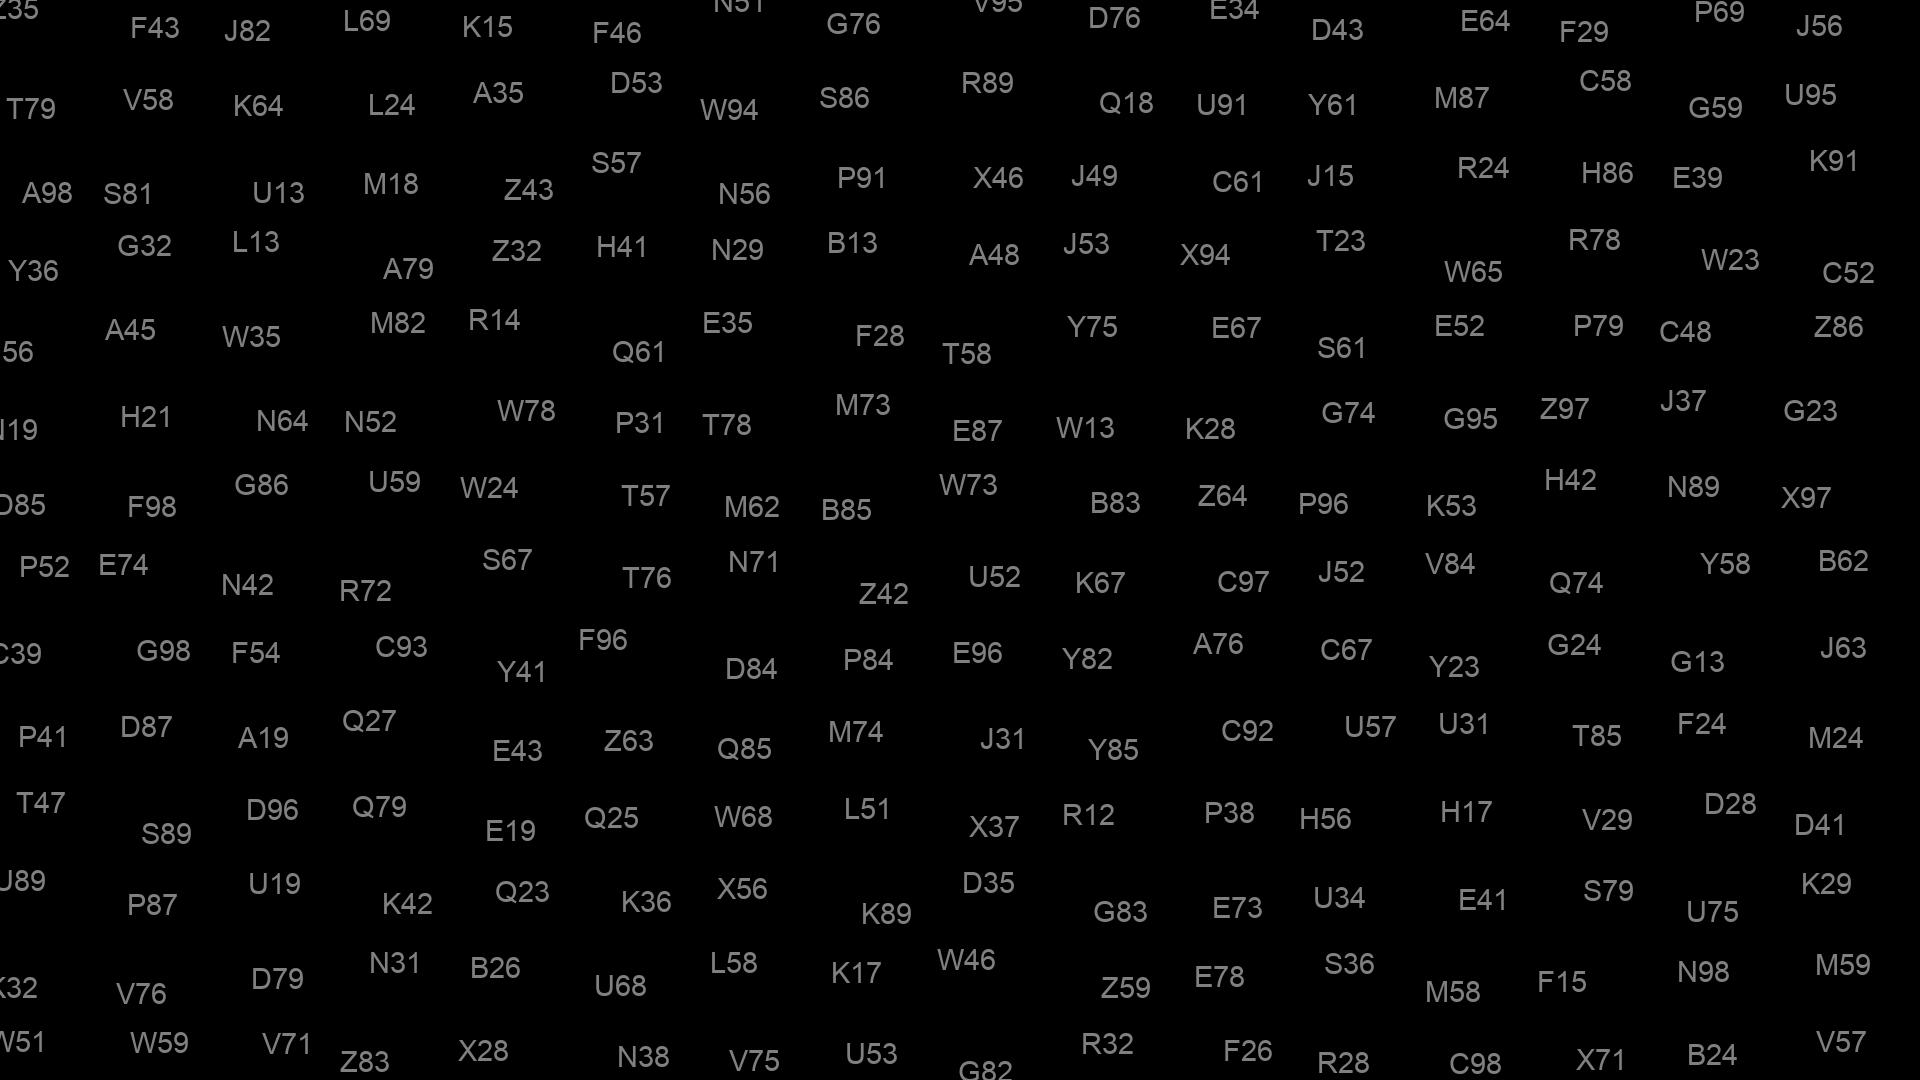 F43 J82 L69 K15 F46 N51 G76 V95 D76 E34 D43 E64 F29 P69 J56
T79 V58 K64 L24 A35 D53 W94 S86 R89 Q18 U91 Y61 M87 C58 G59 U95
A98 S81 U13 M18 Z43 S57 N56 P91 X46 J49 C61 J15 R24 H86 E39 K91
Y36 G32 L13 A79 Z32 H41 N29 B13 A48 J53 X94 T23 W65 R78 W23 C52
56 A45 W35 M82 R14 Q61 E35 F28 T58 Y75 E67 S61 E52 P79 C48 Z86
N19 H21 N64 N52 W78 P31 T78 M73 E87 W13 K28 G74 G95 Z97 J37 G23
D85 F98 G86 U59 W24 T57 M62 B85 W73 B83 Z64 P96 K53 H42 N89 X97
P52 E74 N42 R72 S67 T76 N71 Z42 U52 K67 C97 J52 V84 Q74 Y58 B62
C39 G98 F54 C93 Y41 F96 D84 P84 E96 Y82 A76 C67 Y23 G24 G13 J63
P41 D87 A19 Q27 E43 Z63 Q85 M74 J31 Y85 C92 U57 U31 T85 F24 M24
T47 S89 D96 Q79 E19 Q25 W68 L51 X37 R12 P38 H56 H17 V29 D28 D41
U89 P87 U19 K42 Q23 K36 X56 K89 D35 G83 E73 U34 E41 S79 U75 K29
K32 V76 D79 N31 B26 U68 L58 K17 W46 Z59 E78 S36 M58 F15 N98 M59
W51 W59 V71 Z83 X28 N38 V75 U53 G82 R32 F26 R28 C98 X71 B24 V57